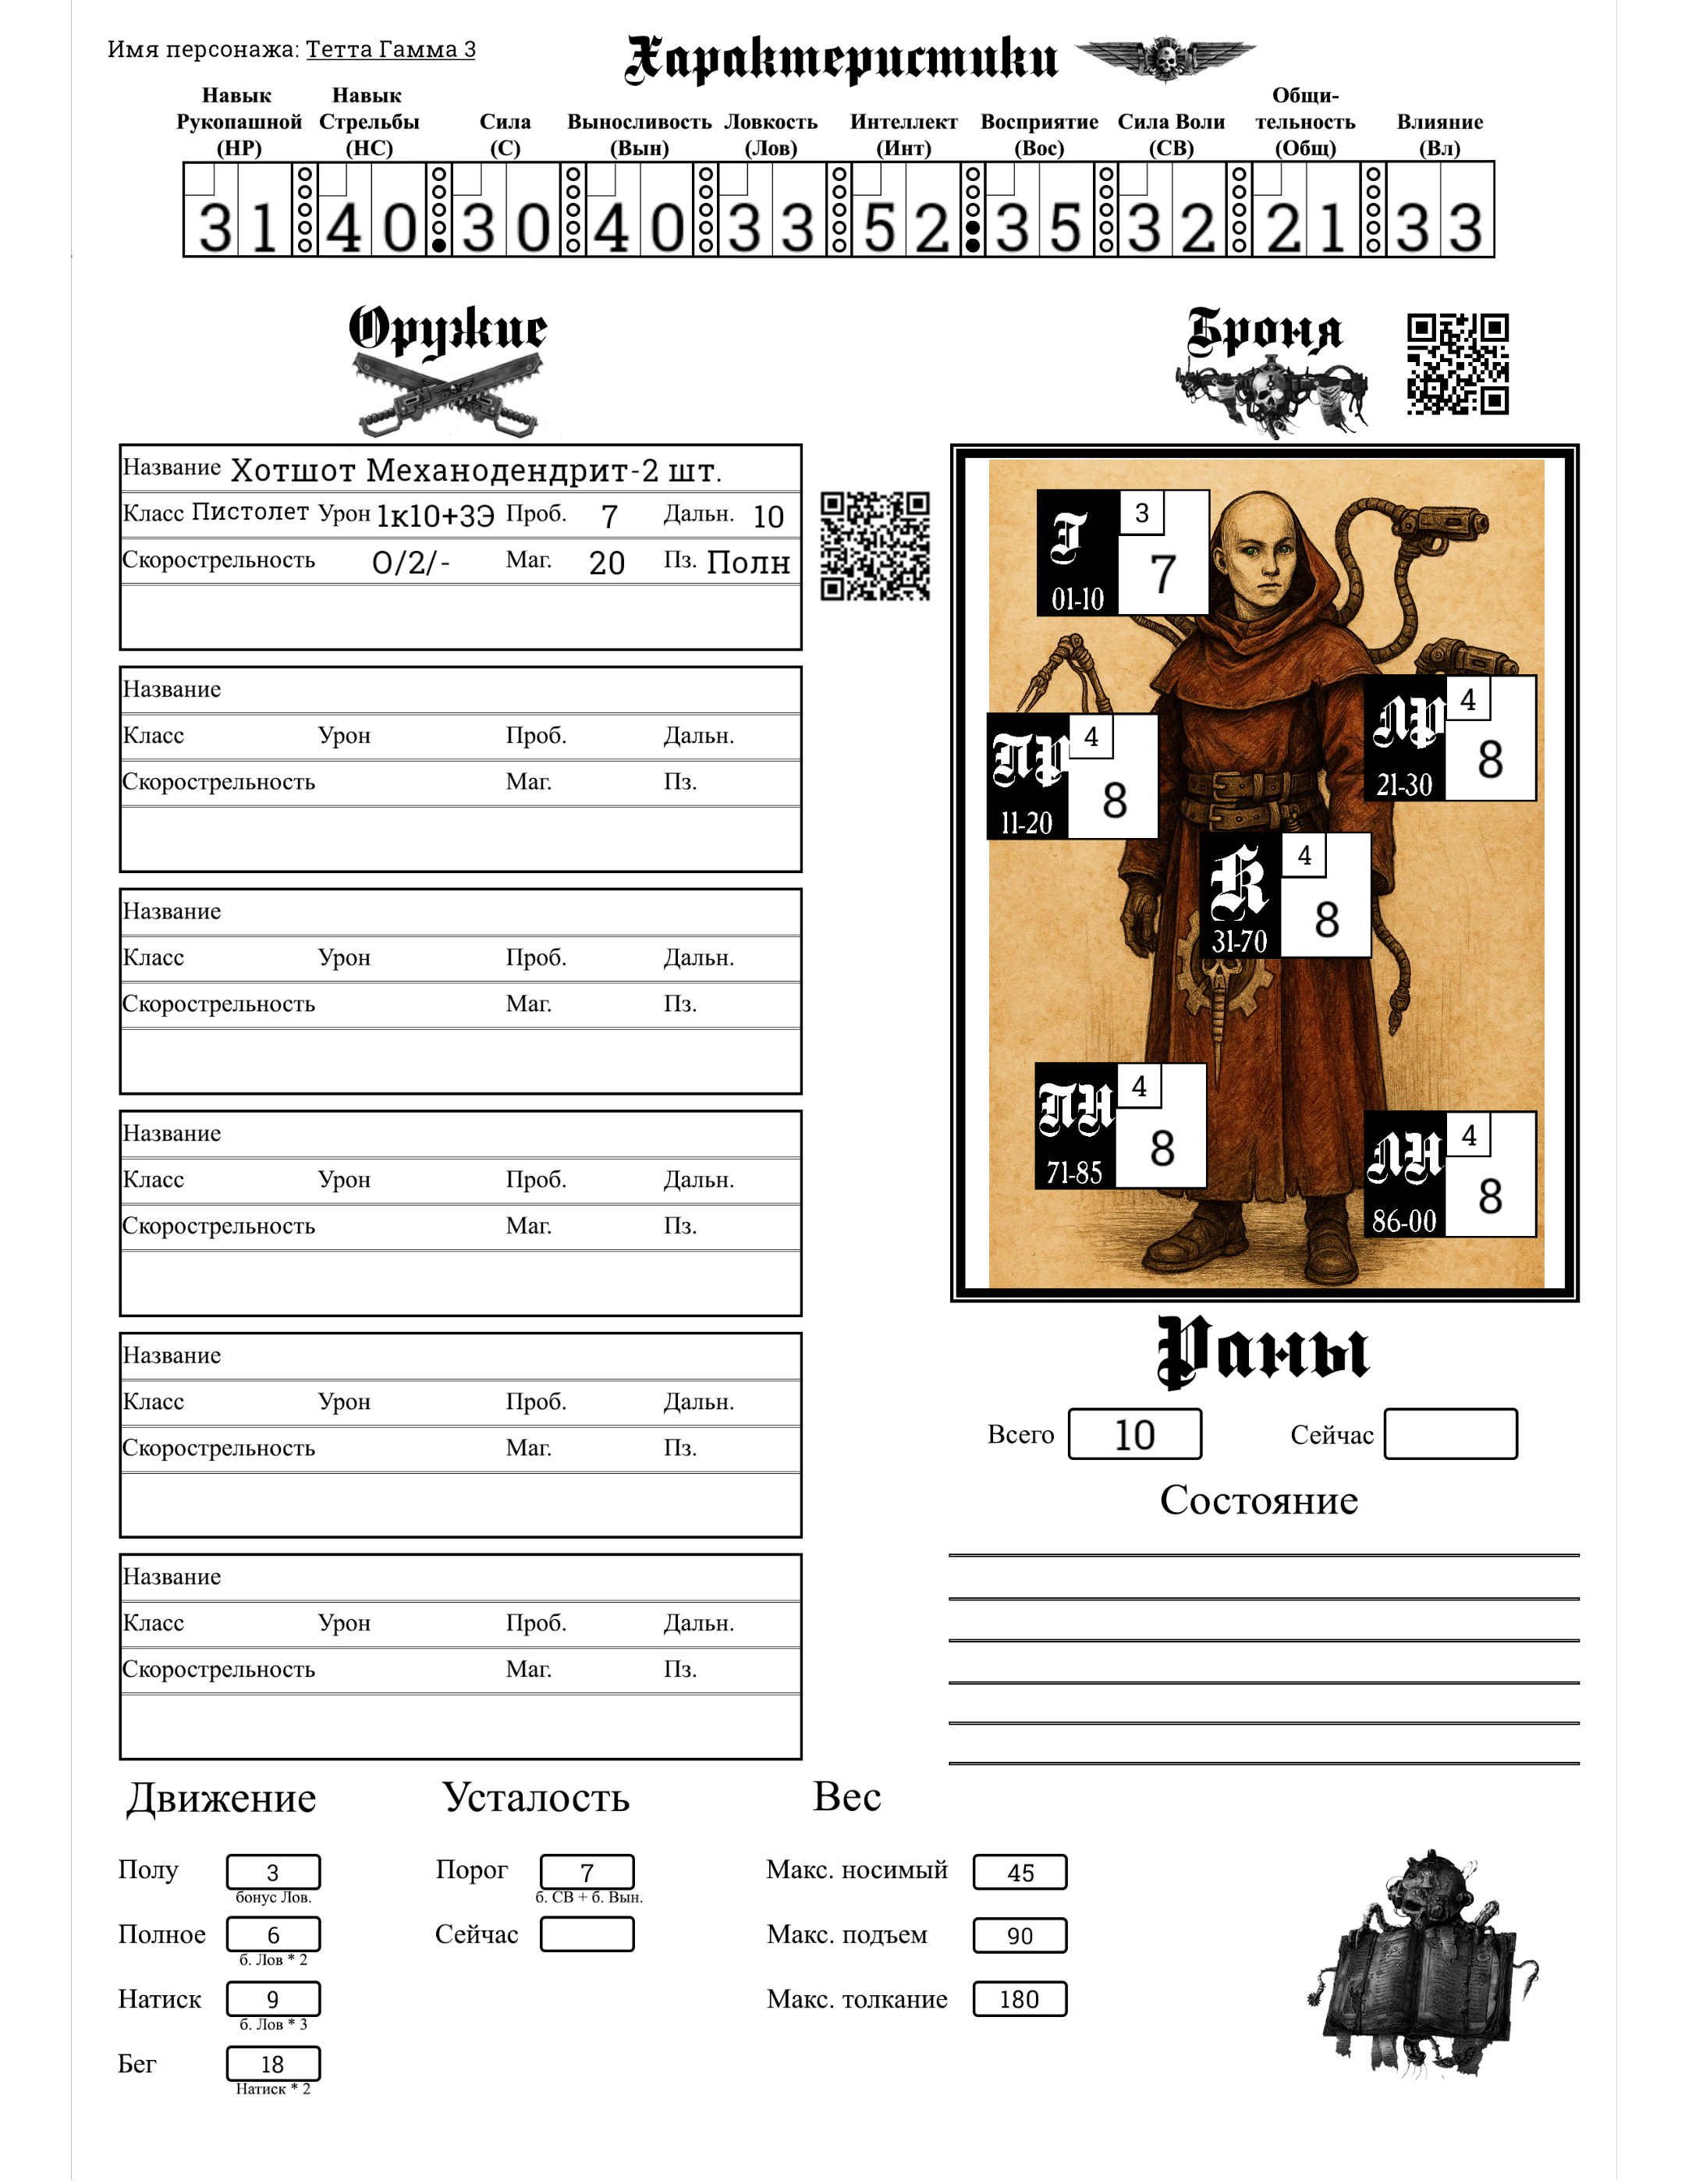 Имя персонажа: Тетта Гамма 3
Характеристики
Навык Рукопашной (НР)
Навык Стрельбы (НС)
Сила (С)
Выносливость (Вын)
Ловкость (Лов)
Интеллект (Инт)
Восприятие (Вос)
Сила Воли (СВ)
Общи-тельность (Общ)
Влияние (Вл)
31 40 30 40 33 52 35 32 21 33
Оружие
Название Хотшот Механодендрит-2 шт.
Класс Пистолет Урон 1к10+3Э Проб. 7 Дальн. 10
Скорострельность О/2/- Маг. 20 Пз. Полн
Название
Класс Урон Проб. Дальн.
Скорострельность Маг. Пз.
Название
Класс Урон Проб. Дальн.
Скорострельность Маг. Пз.
Название
Класс Урон Проб. Дальн.
Скорострельность Маг. Пз.
Название
Класс Урон Проб. Дальн.
Скорострельность Маг. Пз.
Название
Класс Урон Проб. Дальн.
Скорострельность Маг. Пз.
Броня
Г 3
01-10 7
ПР 4
11-20 8
ЛР 4
21-30 8
К 4
31-70 8
ПН 4
71-85 8
ЛН 4
86-00 8
Раны
Всего 10 Сейчас
Состояние
Движение
Полу 3
бонус Лов.
Полное 6
б. Лов * 2
Натиск 9
б. Лов * 3
Бег 18
Натиск * 2
Усталость
Порог 7
б. СВ + б. Вын.
Сейчас
Вес
Макс. носимый 45
Макс. подъем 90
Макс. толкание 180